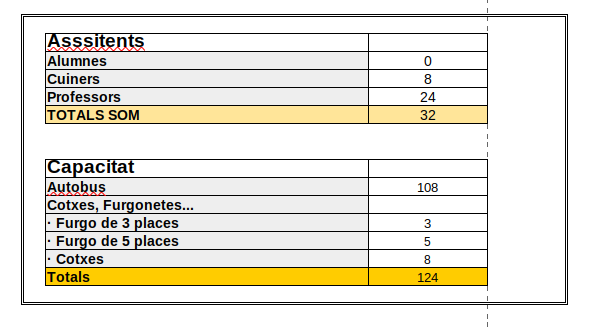 Asssitents
Alumnes 0
Cuiners 8
Professors 24
TOTALS SOM 32
Capacitat
Autobus 108
Cotxes, Furgonetes...
· Furgo de 3 places 3
· Furgo de 5 places 5
· Cotxes 8
Totals 124